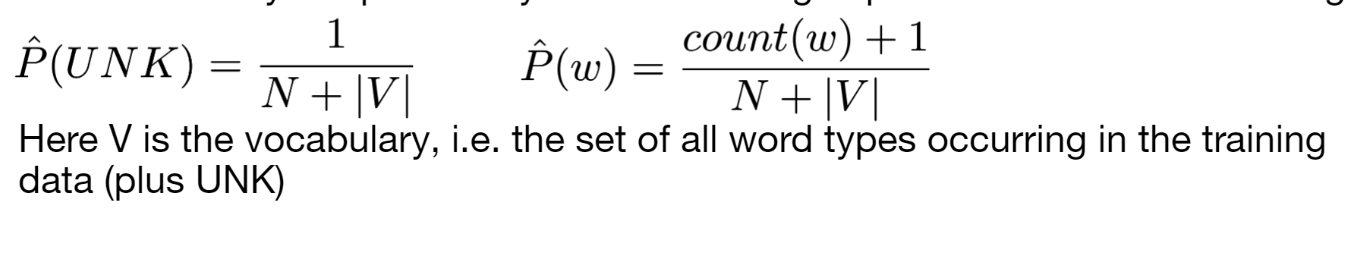 P̂(UNK) = 1 / (N + |V|)    P̂(w) = (count(w) + 1) / (N + |V|)
Here V is the vocabulary, i.e. the set of all word types occurring in the training
data (plus UNK)